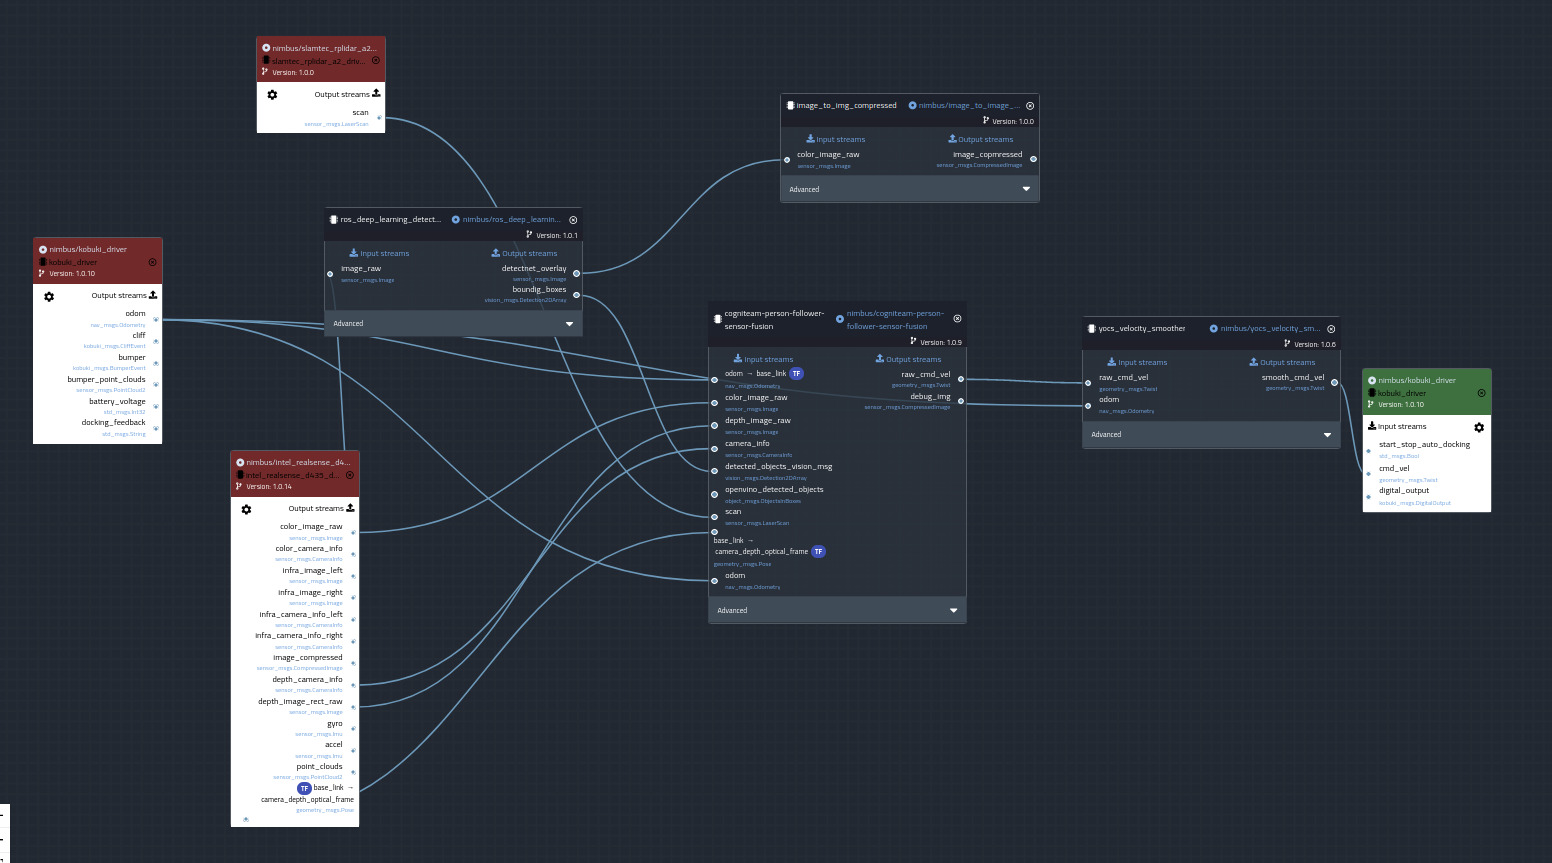 nimbus/slamtec_rplidar_a2...
slamtec_rplidar_a2_driv...
Version: 1.0.0
Output streams
scan
sensor_msgs.LaserScan
image_to_img_compressed
nimbus/image_to_image_...
Version: 1.0.0
Input streams
Output streams
color_image_raw
sensor_msgs.Image
image_copmressed
sensor_msgs.CompressedImage
Advanced
ros_deep_learning_detect...
nimbus/ros_deep_learnin...
Version: 1.0.1
Input streams
Output streams
image_raw
sensor_msgs.Image
detectnet_overlay
sensor_msgs.Image
boundig_boxes
vision_msgs.Detection2DArray
Advanced
nimbus/kobuki_driver
kobuki_driver
Version: 1.0.10
Output streams
odom
nav_msgs.Odometry
cliff
kobuki_msgs.CliffEvent
bumper
kobuki_msgs.BumperEvent
bumper_point_clouds
sensor_msgs.PointCloud2
battery_voltage
std_msgs.Int32
docking_feedback
std_msgs.String
cogniteam-person-follower-
sensor-fusion
nimbus/cogniteam-person-
follower-sensor-fusion
Version: 1.0.9
Input streams
Output streams
odom → base_link TF
nav_msgs.Odometry
color_image_raw
sensor_msgs.Image
depth_image_raw
sensor_msgs.Image
camera_info
sensor_msgs.CameraInfo
detected_objects_vision_msg
vision_msgs.Detection2DArray
openvino_detected_objects
object_msgs.ObjectsInBoxes
scan
sensor_msgs.LaserScan
base_link →
camera_depth_optical_frame TF
geometry_msgs.Pose
odom
nav_msgs.Odometry
raw_cmd_vel
geometry_msgs.Twist
debug_img
sensor_msgs.CompressedImage
Advanced
yocs_velocity_smoother
nimbus/yocs_velocity_sm...
Version: 1.0.6
Input streams
Output streams
raw_cmd_vel
geometry_msgs.Twist
odom
nav_msgs.Odometry
smooth_cmd_vel
geometry_msgs.Twist
Advanced
nimbus/kobuki_driver
kobuki_driver
Version: 1.0.10
Input streams
start_stop_auto_docking
std_msgs.Bool
cmd_vel
geometry_msgs.Twist
digital_output
kobuki_msgs.DigitalOutput
nimbus/intel_realsense_d4...
intel_realsense_d435_d...
Version: 1.0.14
Output streams
color_image_raw
sensor_msgs.Image
color_camera_info
sensor_msgs.CameraInfo
infra_image_left
sensor_msgs.Image
infra_image_right
sensor_msgs.Image
infra_camera_info_left
sensor_msgs.CameraInfo
infra_camera_info_right
sensor_msgs.CameraInfo
image_compressed
sensor_msgs.CompressedImage
depth_camera_info
sensor_msgs.CameraInfo
depth_image_rect_raw
sensor_msgs.Image
gyro
sensor_msgs.Imu
accel
sensor_msgs.Imu
point_clouds
sensor_msgs.PointCloud2
TF base_link →
camera_depth_optical_frame
geometry_msgs.Pose